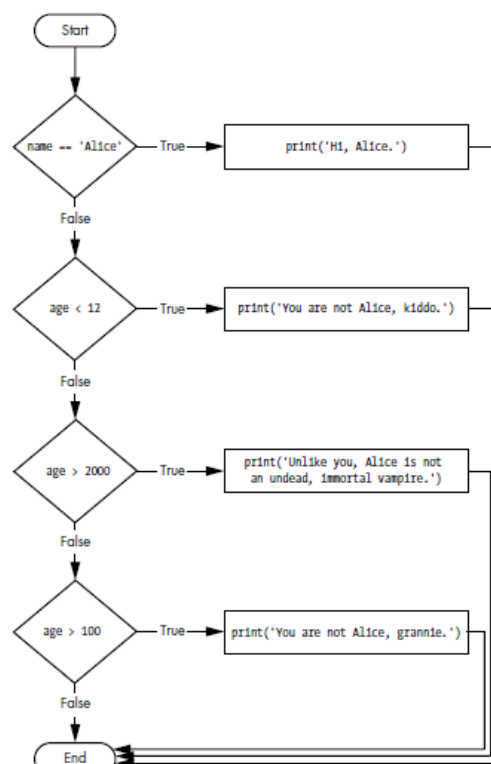 Start
name == 'Alice'
True
print('Hi, Alice.')
False
age < 12
True
print('You are not Alice, kiddo.')
False
age > 2000
True
print('Unlike you, Alice is not
an undead, immortal vampire.')
False
age > 100
True
print('You are not Alice, grannie.')
False
End